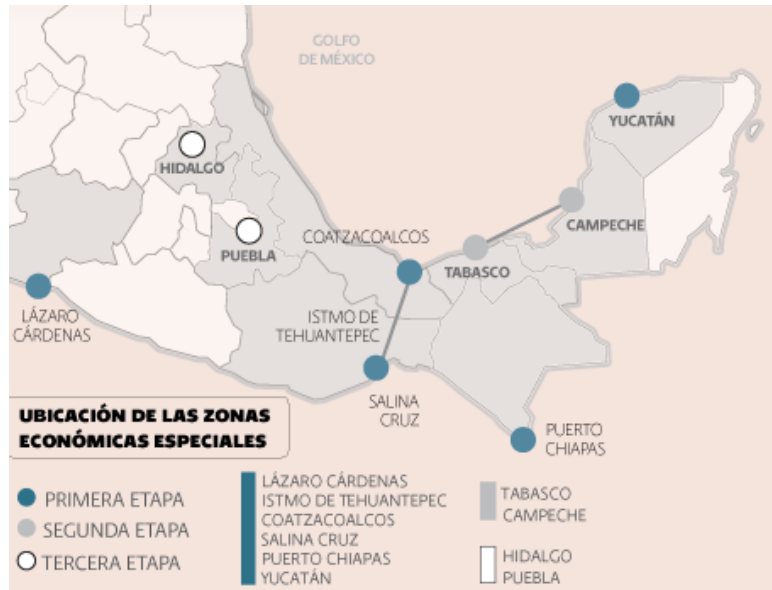 GOLFO
DE MÉXICO
YUCATÁN
HIDALGO
CAMPECHE
PUEBLA
COATZACOALCOS
TABASCO
LÁZARO
CÁRDENAS
ISTMO DE
TEHUANTEPEC
SALINA
CRUZ
PUERTO
CHIAPAS
UBICACIÓN DE LAS ZONAS
ECONÓMICAS ESPECIALES
PRIMERA ETAPA
SEGUNDA ETAPA
TERCERA ETAPA
LÁZARO CÁRDENAS
ISTMO DE TEHUANTEPEC
COATZACOALCOS
SALINA CRUZ
PUERTO CHIAPAS
YUCATÁN
TABASCO
CAMPECHE
HIDALGO
PUEBLA